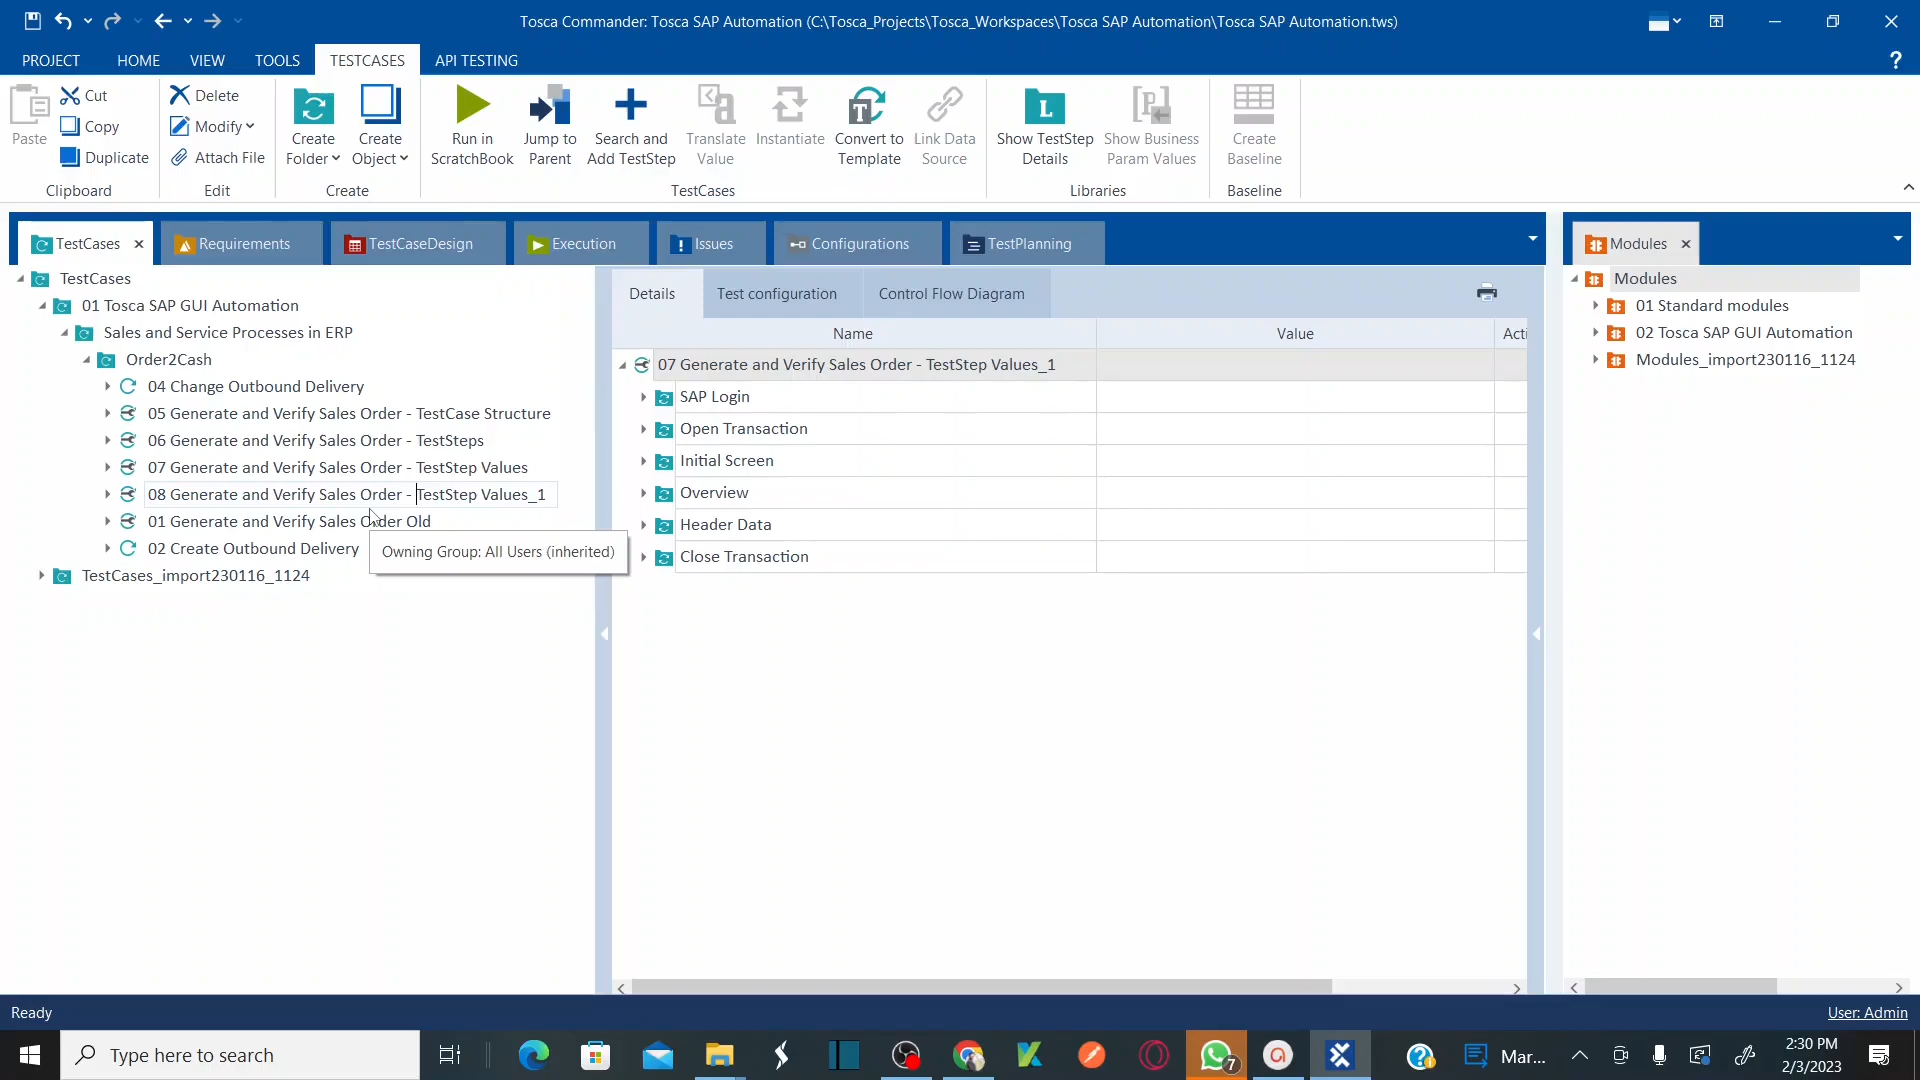 Tosca Commander: Tosca SAP Automation (C:\Tosca_Projects\Tosca_Workspaces\Tosca SAP Automation\Tosca SAP Automation.tws)
PROJECT HOME VIEW TOOLS TESTCASES API TESTING ?
Paste
Cut
Copy
Duplicate
Clipboard
Delete
Modify
Attach File
Edit
Create Folder
Create Object
Create
Run in ScratchBook
Jump to Parent
Search and Add TestStep
Translate Value
Instantiate
Convert to Template
Link Data Source
TestCases
Show TestStep Details
Show Business Param Values
Libraries
Create Baseline
Baseline
TestCases Requirements TestCaseDesign Execution Issues Configurations TestPlanning
TestCases
01 Tosca SAP GUI Automation
Sales and Service Processes in ERP
Order2Cash
04 Change Outbound Delivery
05 Generate and Verify Sales Order - TestCase Structure
06 Generate and Verify Sales Order - TestSteps
07 Generate and Verify Sales Order - TestStep Values
08 Generate and Verify Sales Order - TestStep Values_1
01 Generate and Verify Sales Order Old
02 Create Outbound Delivery
Owning Group: All Users (inherited)
TestCases_import230116_1124
Details Test configuration Control Flow Diagram
Name Value Acti
07 Generate and Verify Sales Order - TestStep Values_1
SAP Login
Open Transaction
Initial Screen
Overview
Header Data
Close Transaction
Modules
Modules
01 Standard modules
02 Tosca SAP GUI Automation
Modules_import230116_1124
Ready
User: Admin
Type here to search
7
Mar...
2:30 PM
2/3/2023